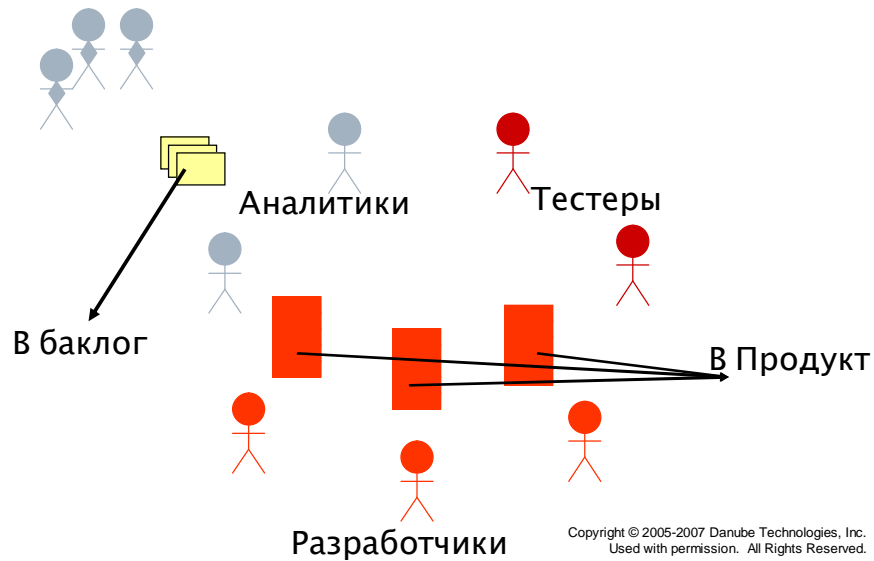 Аналитики
Тестеры
В баклог
В Продукт
Разработчики
Copyright © 2005-2007 Danube Technologies, Inc.
Used with permission. All Rights Reserved.